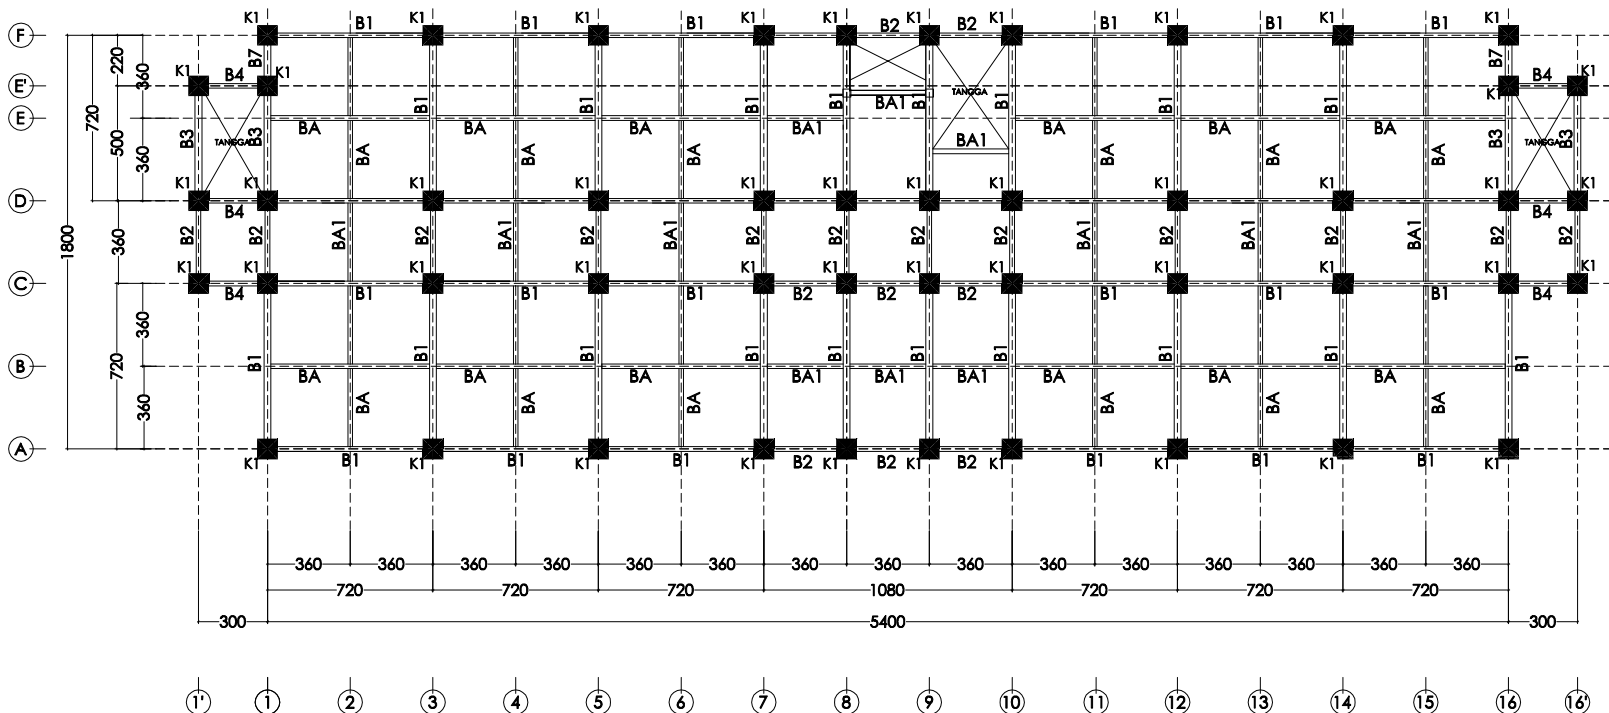 K1 B1 K1 B1 K1 B1 K1 K1 B2 K1 B2 K1 B1 K1 B1 K1 B1 K1
F
220
B7
B7
K1 B4 K1
360
B4 K1
E'
K1
TANGGA
720
B1 B1 B1 B1 BA1 B1 B1 B1 B1
E
BA BA BA BA1 BA BA BA
500
B3 TANGGA B3
BA1
B3 TANGGA B3
360
BA BA BA BA BA BA
K1 K1 K1 K1 K1 K1 K1 K1 K1 K1 K1 K1
D
B4
B4
1800
360
B2 B2 BA1 B2 BA1 B2 BA1 B2 B2 B2 B2 BA1 B2 BA1 B2 BA1 B2 B2
K1 K1 K1 K1 K1 K1 K1 K1 K1 K1 K1 K1
C
B4 B1 B1 B1 B2 B2 B2 B1 B1 B1 B4
360
720
B1 B1 B1 B1 B1 B1 B1 B1 B1 B1
B
BA BA BA BA1 BA1 BA1 BA BA BA
360
BA BA BA BA BA BA
A
K1 B1 K1 B1 K1 B1 K1 B2 K1 B2 K1 B2 K1 B1 K1 B1 K1 B1 K1
360 360 360 360 360 360 360 360 360 360 360 360 360 360 360
720 720 720 1080 720 720 720
300 5400 300
1' 1 2 3 4 5 6 7 8 9 10 11 12 13 14 15 16 16'